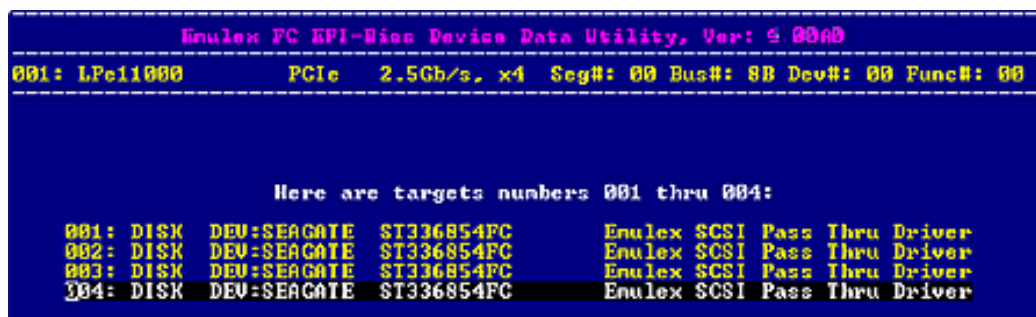 Emulex FC EFI-Bios Device Data Utility, Ver: 4.00A0
001: LPe11000 PCIe 2.5Gb/s, x4 Seg#: 00 Bus#: 8B Dev#: 00 Func#: 00
Here are targets numbers 001 thru 004:
001: DISK DEV:SEAGATE ST336854FC Emulex SCSI Pass Thru Driver
002: DISK DEV:SEAGATE ST336854FC Emulex SCSI Pass Thru Driver
003: DISK DEV:SEAGATE ST336854FC Emulex SCSI Pass Thru Driver
004: DISK DEV:SEAGATE ST336854FC Emulex SCSI Pass Thru Driver